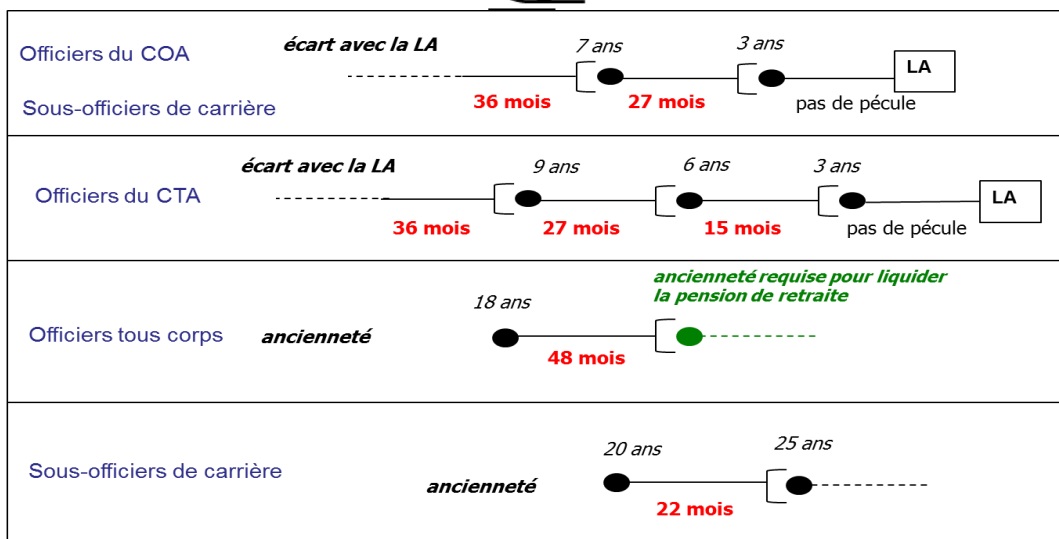 Officiers du COA
Sous-officiers de carrière
écart avec la LA
7 ans
3 ans
LA
36 mois
27 mois
pas de pécule
Officiers du CTA
écart avec la LA
9 ans
6 ans
3 ans
LA
36 mois
27 mois
15 mois
pas de pécule
Officiers tous corps
ancienneté
18 ans
ancienneté requise pour liquider
la pension de retraite
48 mois
Sous-officiers de carrière
ancienneté
20 ans
25 ans
22 mois